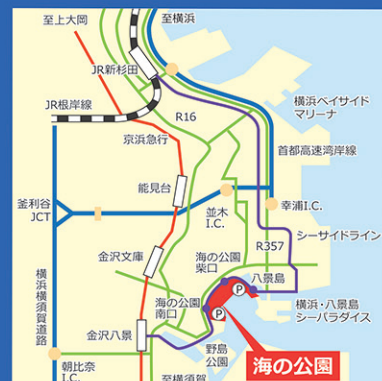 至上大岡
至横浜
JR新杉田
JR根岸線
R16
横浜ベイサイド
マリーナ
京浜急行
首都高速湾岸線
能見台
釜利谷
JCT
並木
I.C.
幸浦I.C.
金沢文庫
海の公園
柴口
R357
シーサイドライン
八景島
横浜横須賀道路
海の公園
南口
P
P
横浜・八景島
シーパラダイス
金沢八景
野島
公園
海の公園
朝比奈
I.C.
至横須賀